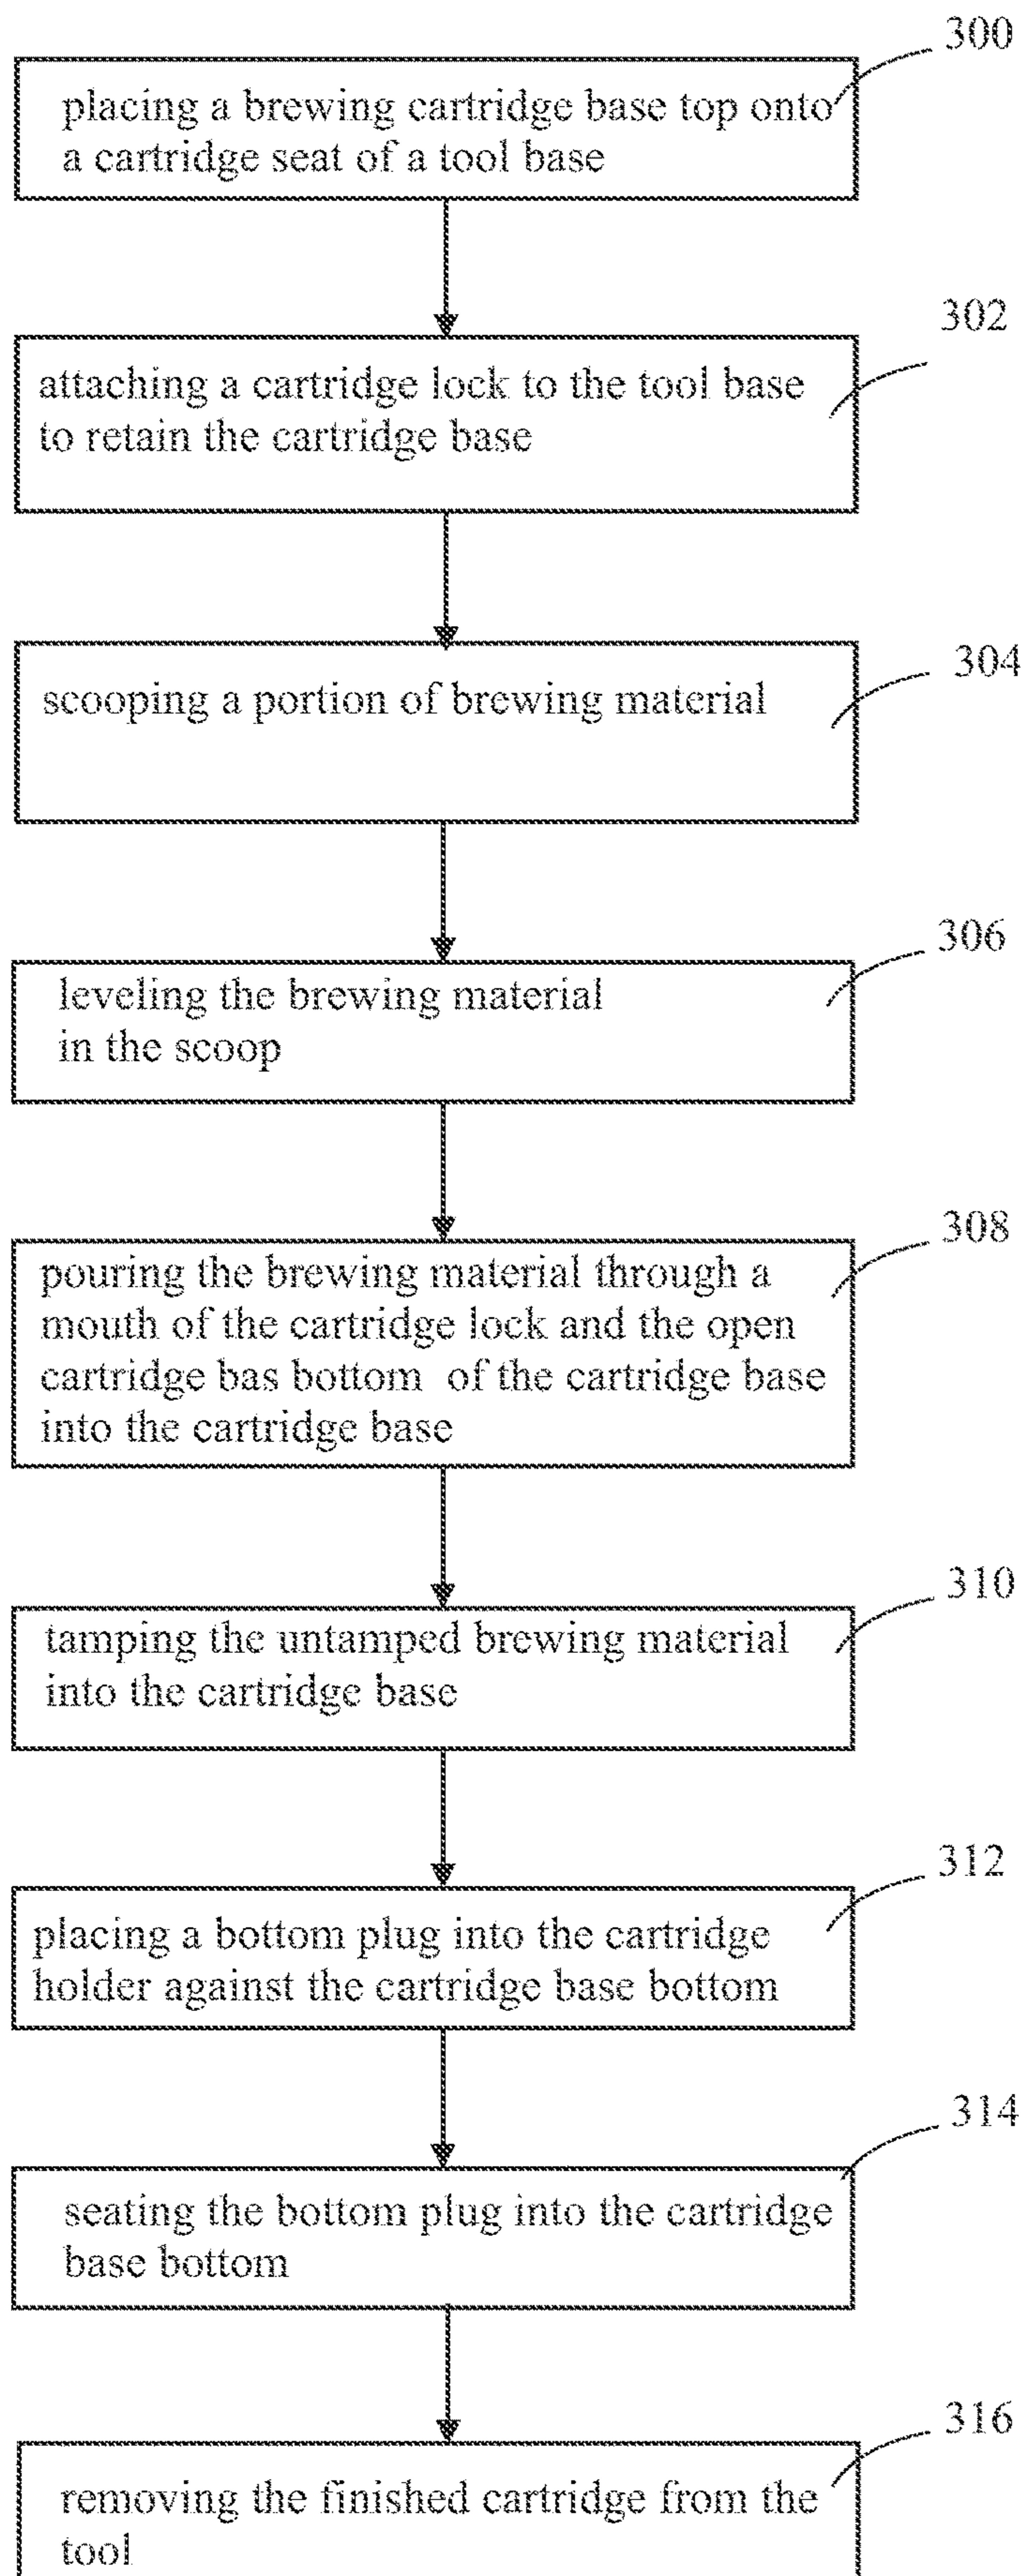 300
placing a brewing cartridge base top onto
a cartridge seat of a tool base
302
attaching a cartridge lock to the tool base
to retain the cartridge base
304
scooping a portion of brewing material
306
leveling the brewing material
in the scoop
308
pouring the brewing material through a
mouth of the cartridge lock and the open
cartridge bas bottom of the cartridge base
into the cartridge base
310
tamping the untamped brewing material
into the cartridge base
312
placing a bottom plug into the cartridge
holder against the cartridge base bottom
314
seating the bottom plug into the cartridge
base bottom
316
removing the finished cartridge from the
tool